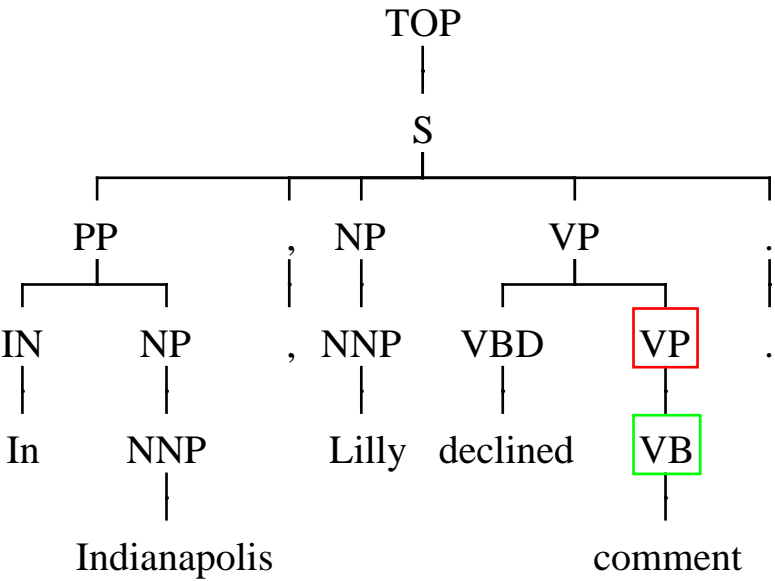 TOP
S
PP , NP VP .
IN NP , NNP VBD VP .
In NNP Lilly declined VB
Indianapolis comment